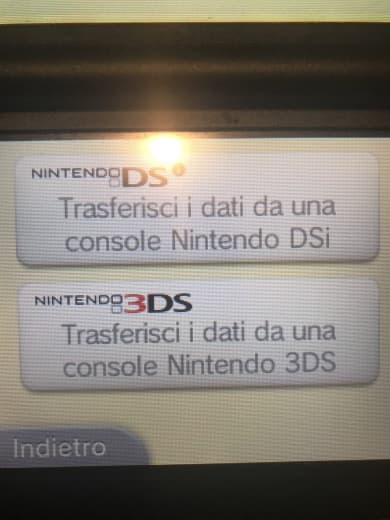 NINTENDO DSi
Trasferisci i dati da una
console Nintendo DSi
NINTENDO 3DS
Trasferisci i dati da una
console Nintendo 3DS
Indietro